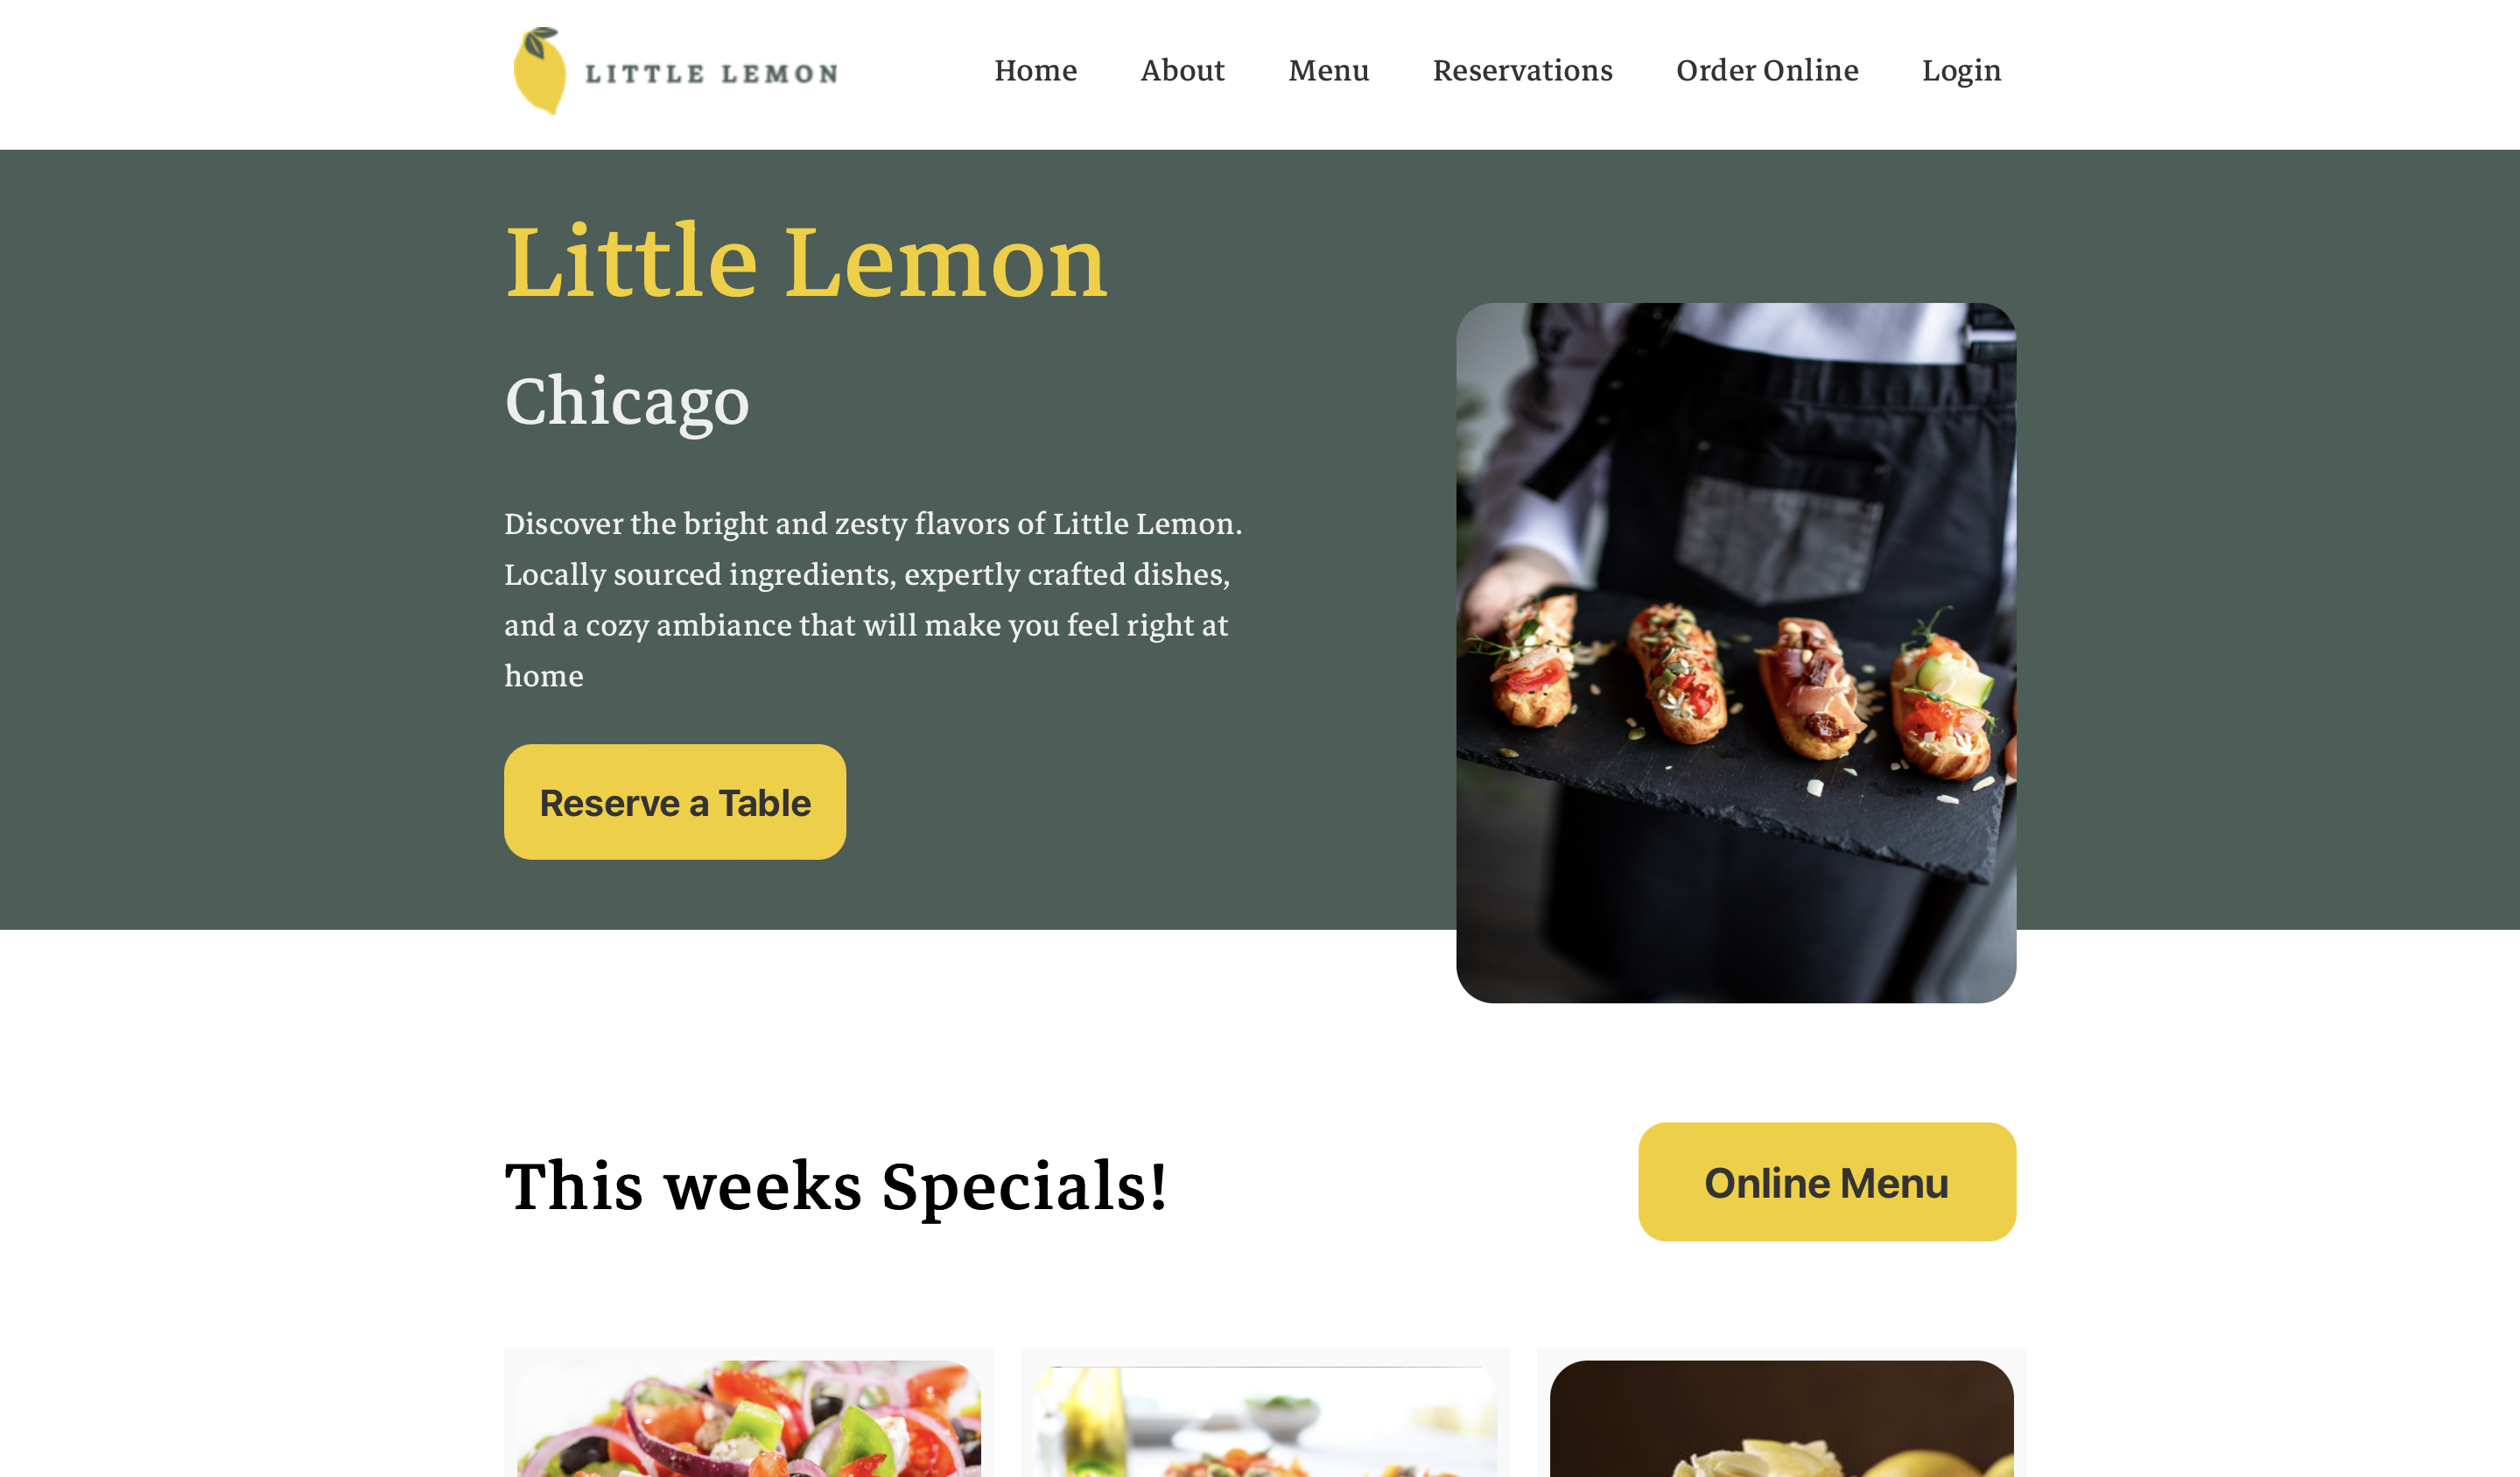 LITTLE LEMON
Home About Menu Reservations Order Online Login
Little Lemon
Chicago
Discover the bright and zesty flavors of Little Lemon.
Locally sourced ingredients, expertly crafted dishes,
and a cozy ambiance that will make you feel right at
home
Reserve a Table
This weeks Specials!
Online Menu